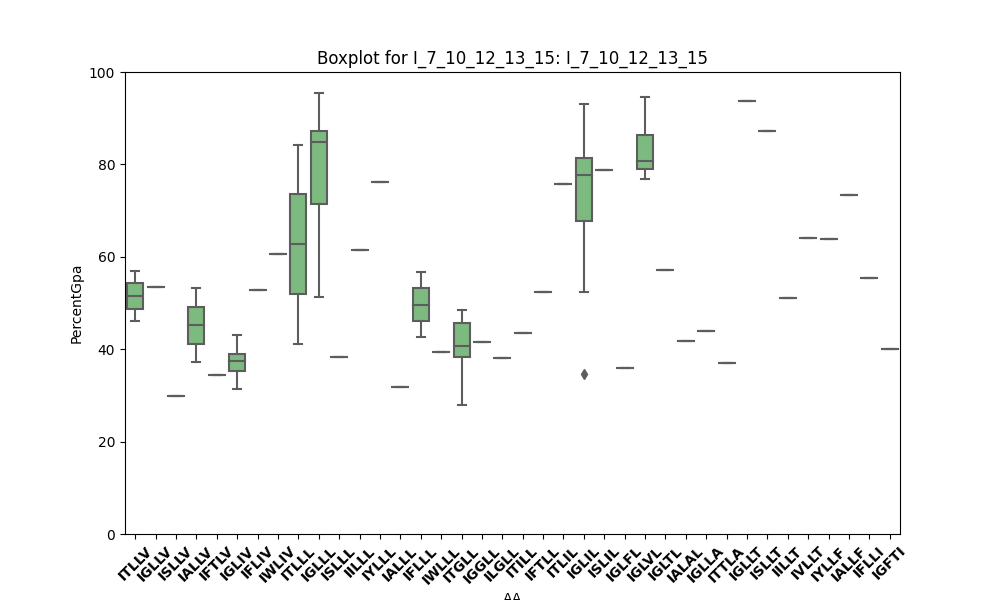 Boxplot for I_7_10_12_13_15: I_7_10_12_13_15
100
80
60
40
20
0
PercentGpa
ITLLV IGLLV ISLLV IALLV IFTLV IGLIV IFLIV IWLIV ITLLL IGLLL ISLLL IILLL IYLLL IALLL IFLLL IWLLL ITGLL IGGLL ILGLL ITILL IFTLL ITLIL IGLIL ISLIL IGLFL IGLVL IGLTL IALAL IGLLA ITTLA IGLLT ISLLT IILLT IVLLT IYLLF IALLF IFLLI IGFTI
AA